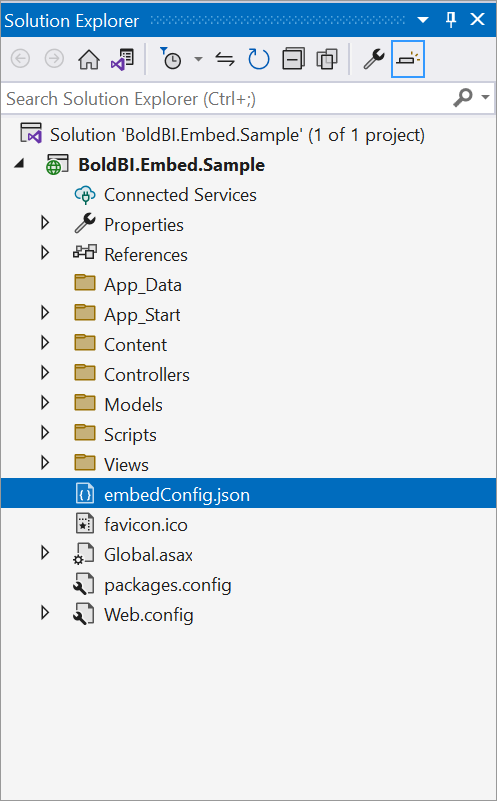 Solution Explorer
Search Solution Explorer (Ctrl+;)
Solution 'BoldBI.Embed.Sample' (1 of 1 project)
BoldBI.Embed.Sample
Connected Services
Properties
References
App_Data
App_Start
Content
Controllers
Models
Scripts
Views
embedConfig.json
favicon.ico
Global.asax
packages.config
Web.config